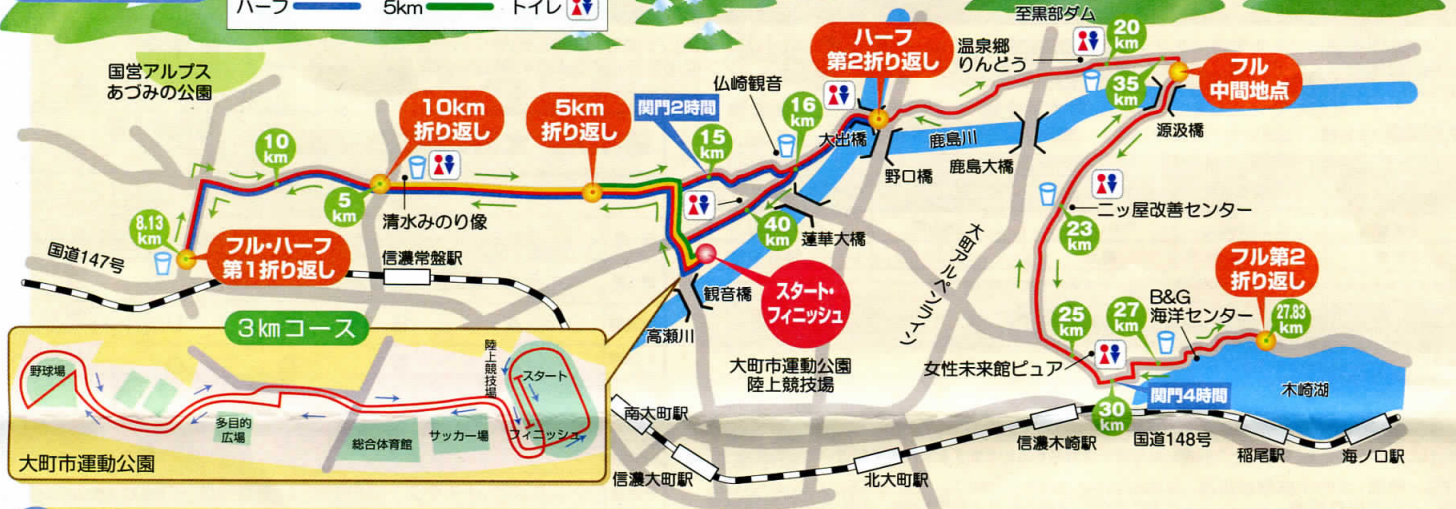 ハーフ 5km トイレ
至黒部ダム
国営アルプス
あづみの公園
10km
折り返し
5km
折り返し
関門2時間
仏崎観音
ハーフ
第2折り返し
温泉郷
りんどう
20
km
35
km
フル
中間地点
源汲橋
10
km
5
km
清水みのり像
15
km
16
km
大出橋
野口橋
鹿島川
鹿島大橋
8.13
km
フル・ハーフ
第1折り返し
国道147号
信濃常盤駅
40
km
蓮華大橋
観音橋
高瀬川
スタート・
フィニッシュ
大町市運動公園
陸上競技場
大町アルペンライン
二ッ屋改善センター
23
km
25
km
27
km
B&G
海洋センター
フル第2
折り返し
27.83
km
女性未来館ピュア
関門4時間
30
km
木崎湖
3kmコース
野球場
多目的
広場
総合体育館
サッカー場
陸上競技場
スタート
フィニッシュ
大町市運動公園
南大町駅
信濃大町駅
北大町駅
信濃木崎駅
国道148号
稲尾駅
海ノ口駅